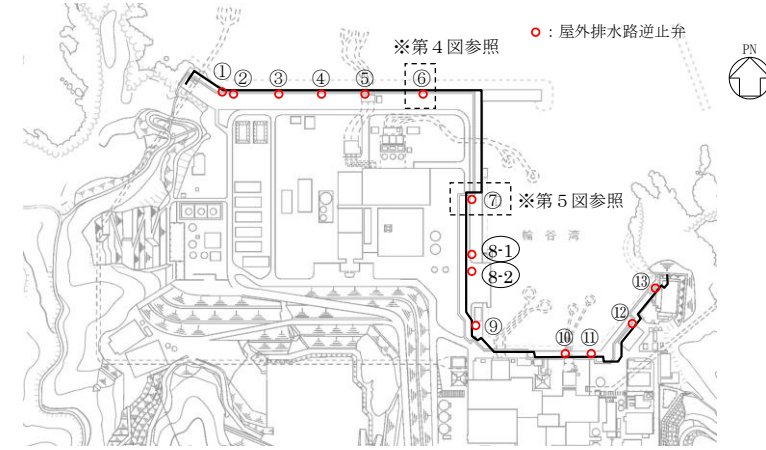 ○：屋外排水路逆止弁
※第４図参照
PN
① ② ③ ④ ⑤ ⑥
⑦ ※第５図参照
輪谷湾
8-1
8-2
⑬
⑫
⑨
⑩ ⑪